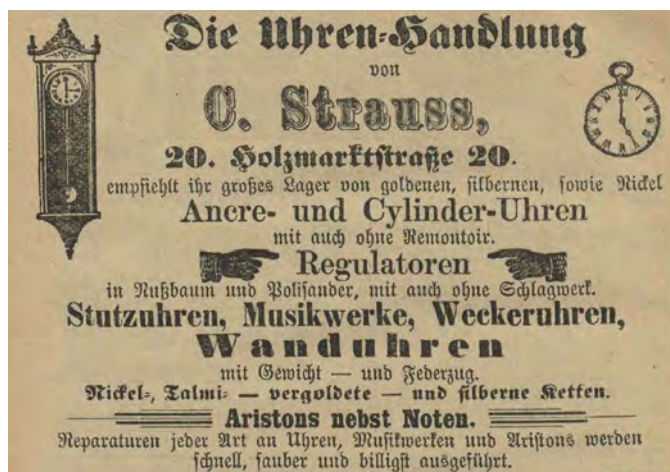 Die Uhren-Handlung
von
C. Strauss,
20. Holzmarktstraße 20.
empfiehlt ihr großes Lager von goldenen, silbernen, sowie Nickel
Ancre- und Cylinder-Uhren
mit auch ohne Remontoir.
Regulatoren
in Nußbaum und Polisander, mit auch ohne Schlagwerk.
Stutzuhren, Musikwerke, Weckeruhren,
Wanduhren
mit Gewicht — und Federzug.
Nickel-, Talmi- — vergoldete — und silberne Ketten.
Aristons nebst Noten.
Reparaturen jeder Art an Uhren, Musikwerken und Aristons werden
schnell, sauber und billigst ausgeführt.